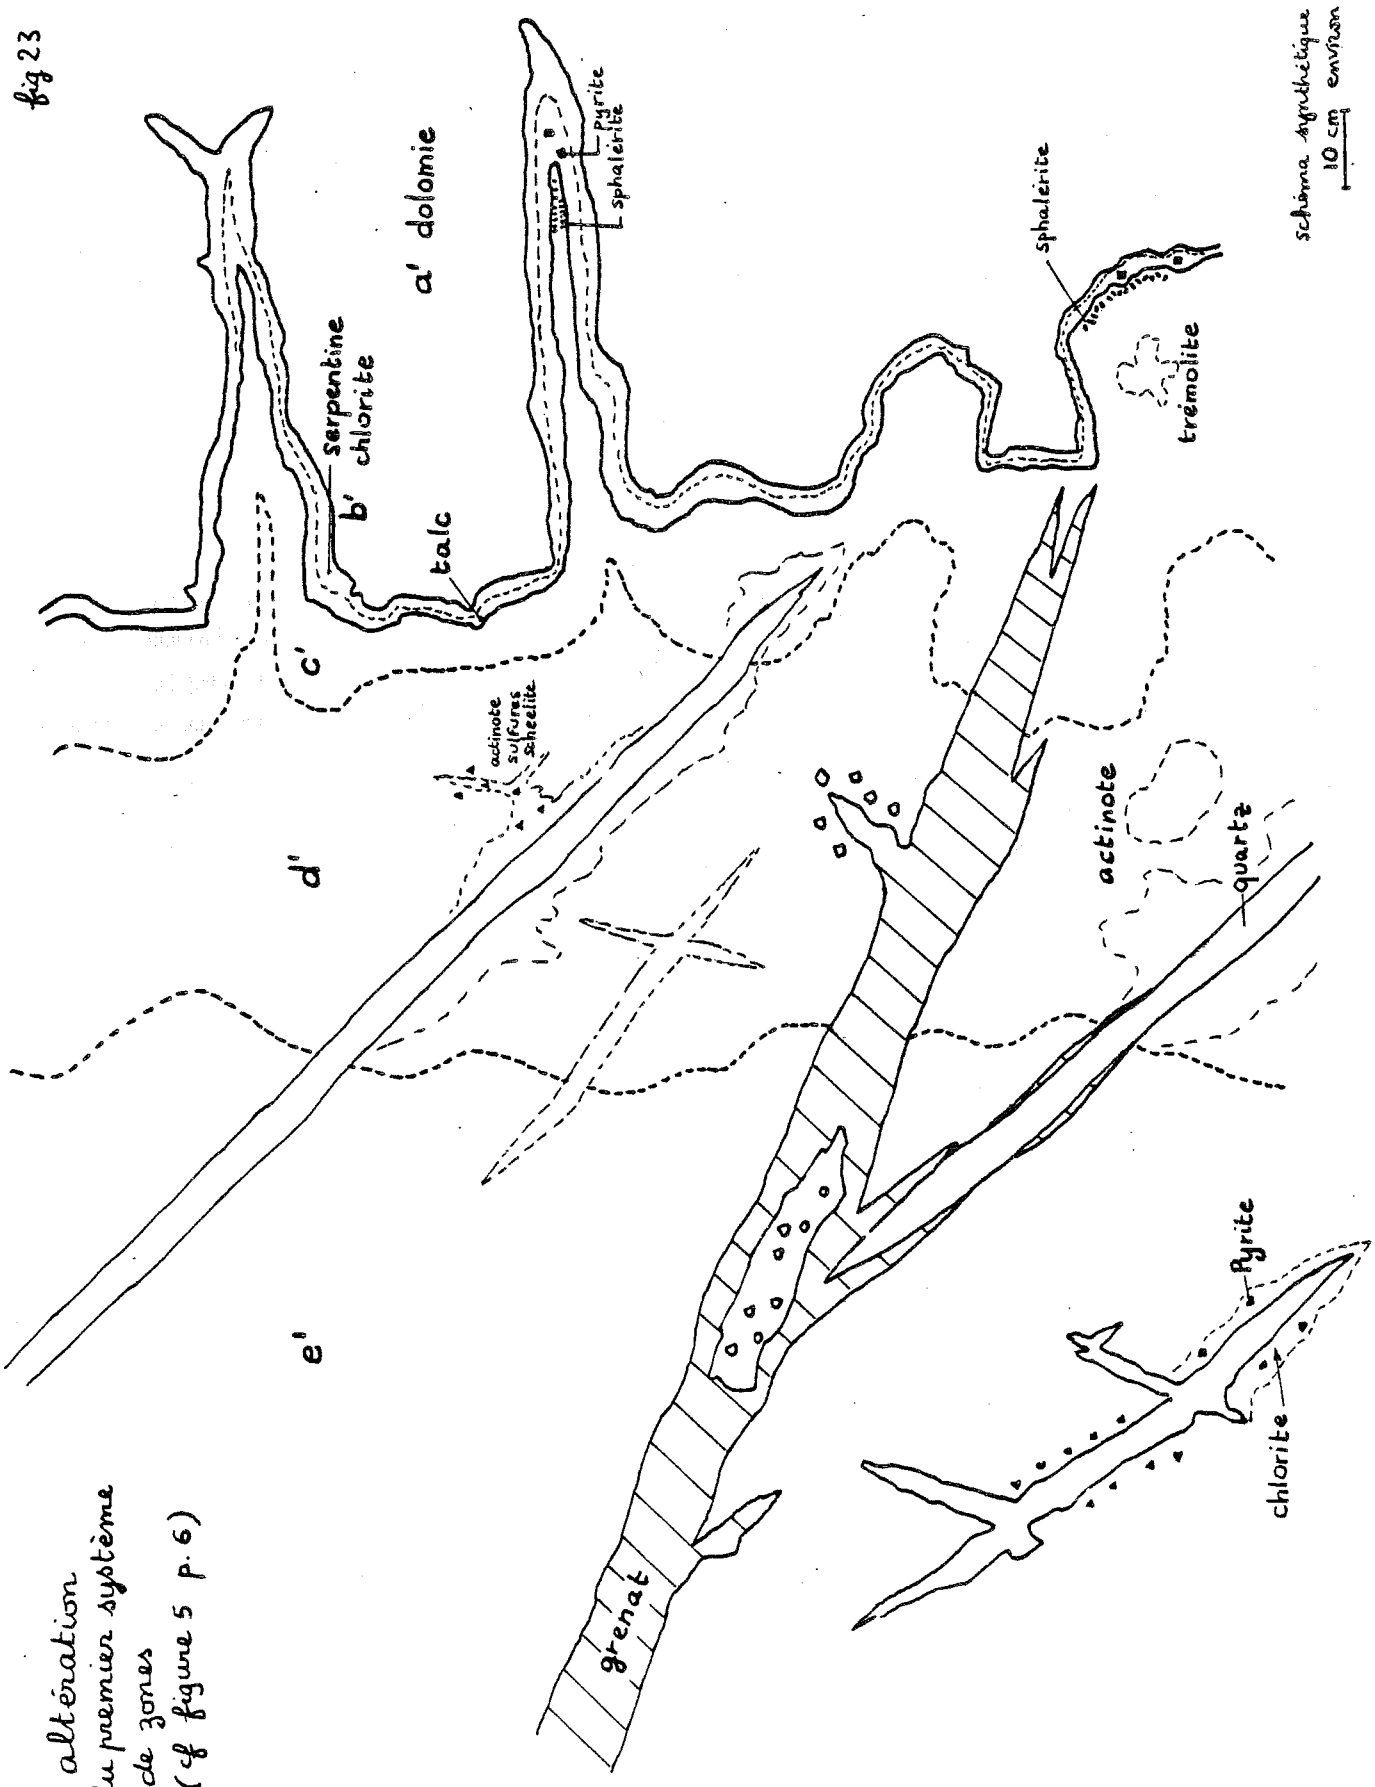 fig 23
altération
du premier système
de zones
(cf figure 5 p. 6)
a' dolomie
pyrite
sphalérite
serpentine
chlorite
b'
talc
c'
actinote
sulfures
scheelite
d'
e'
sphalérite
trémolite
actinote
quartz
grenat
Pyrite
chlorite
schéma synthétique
10 cm environ